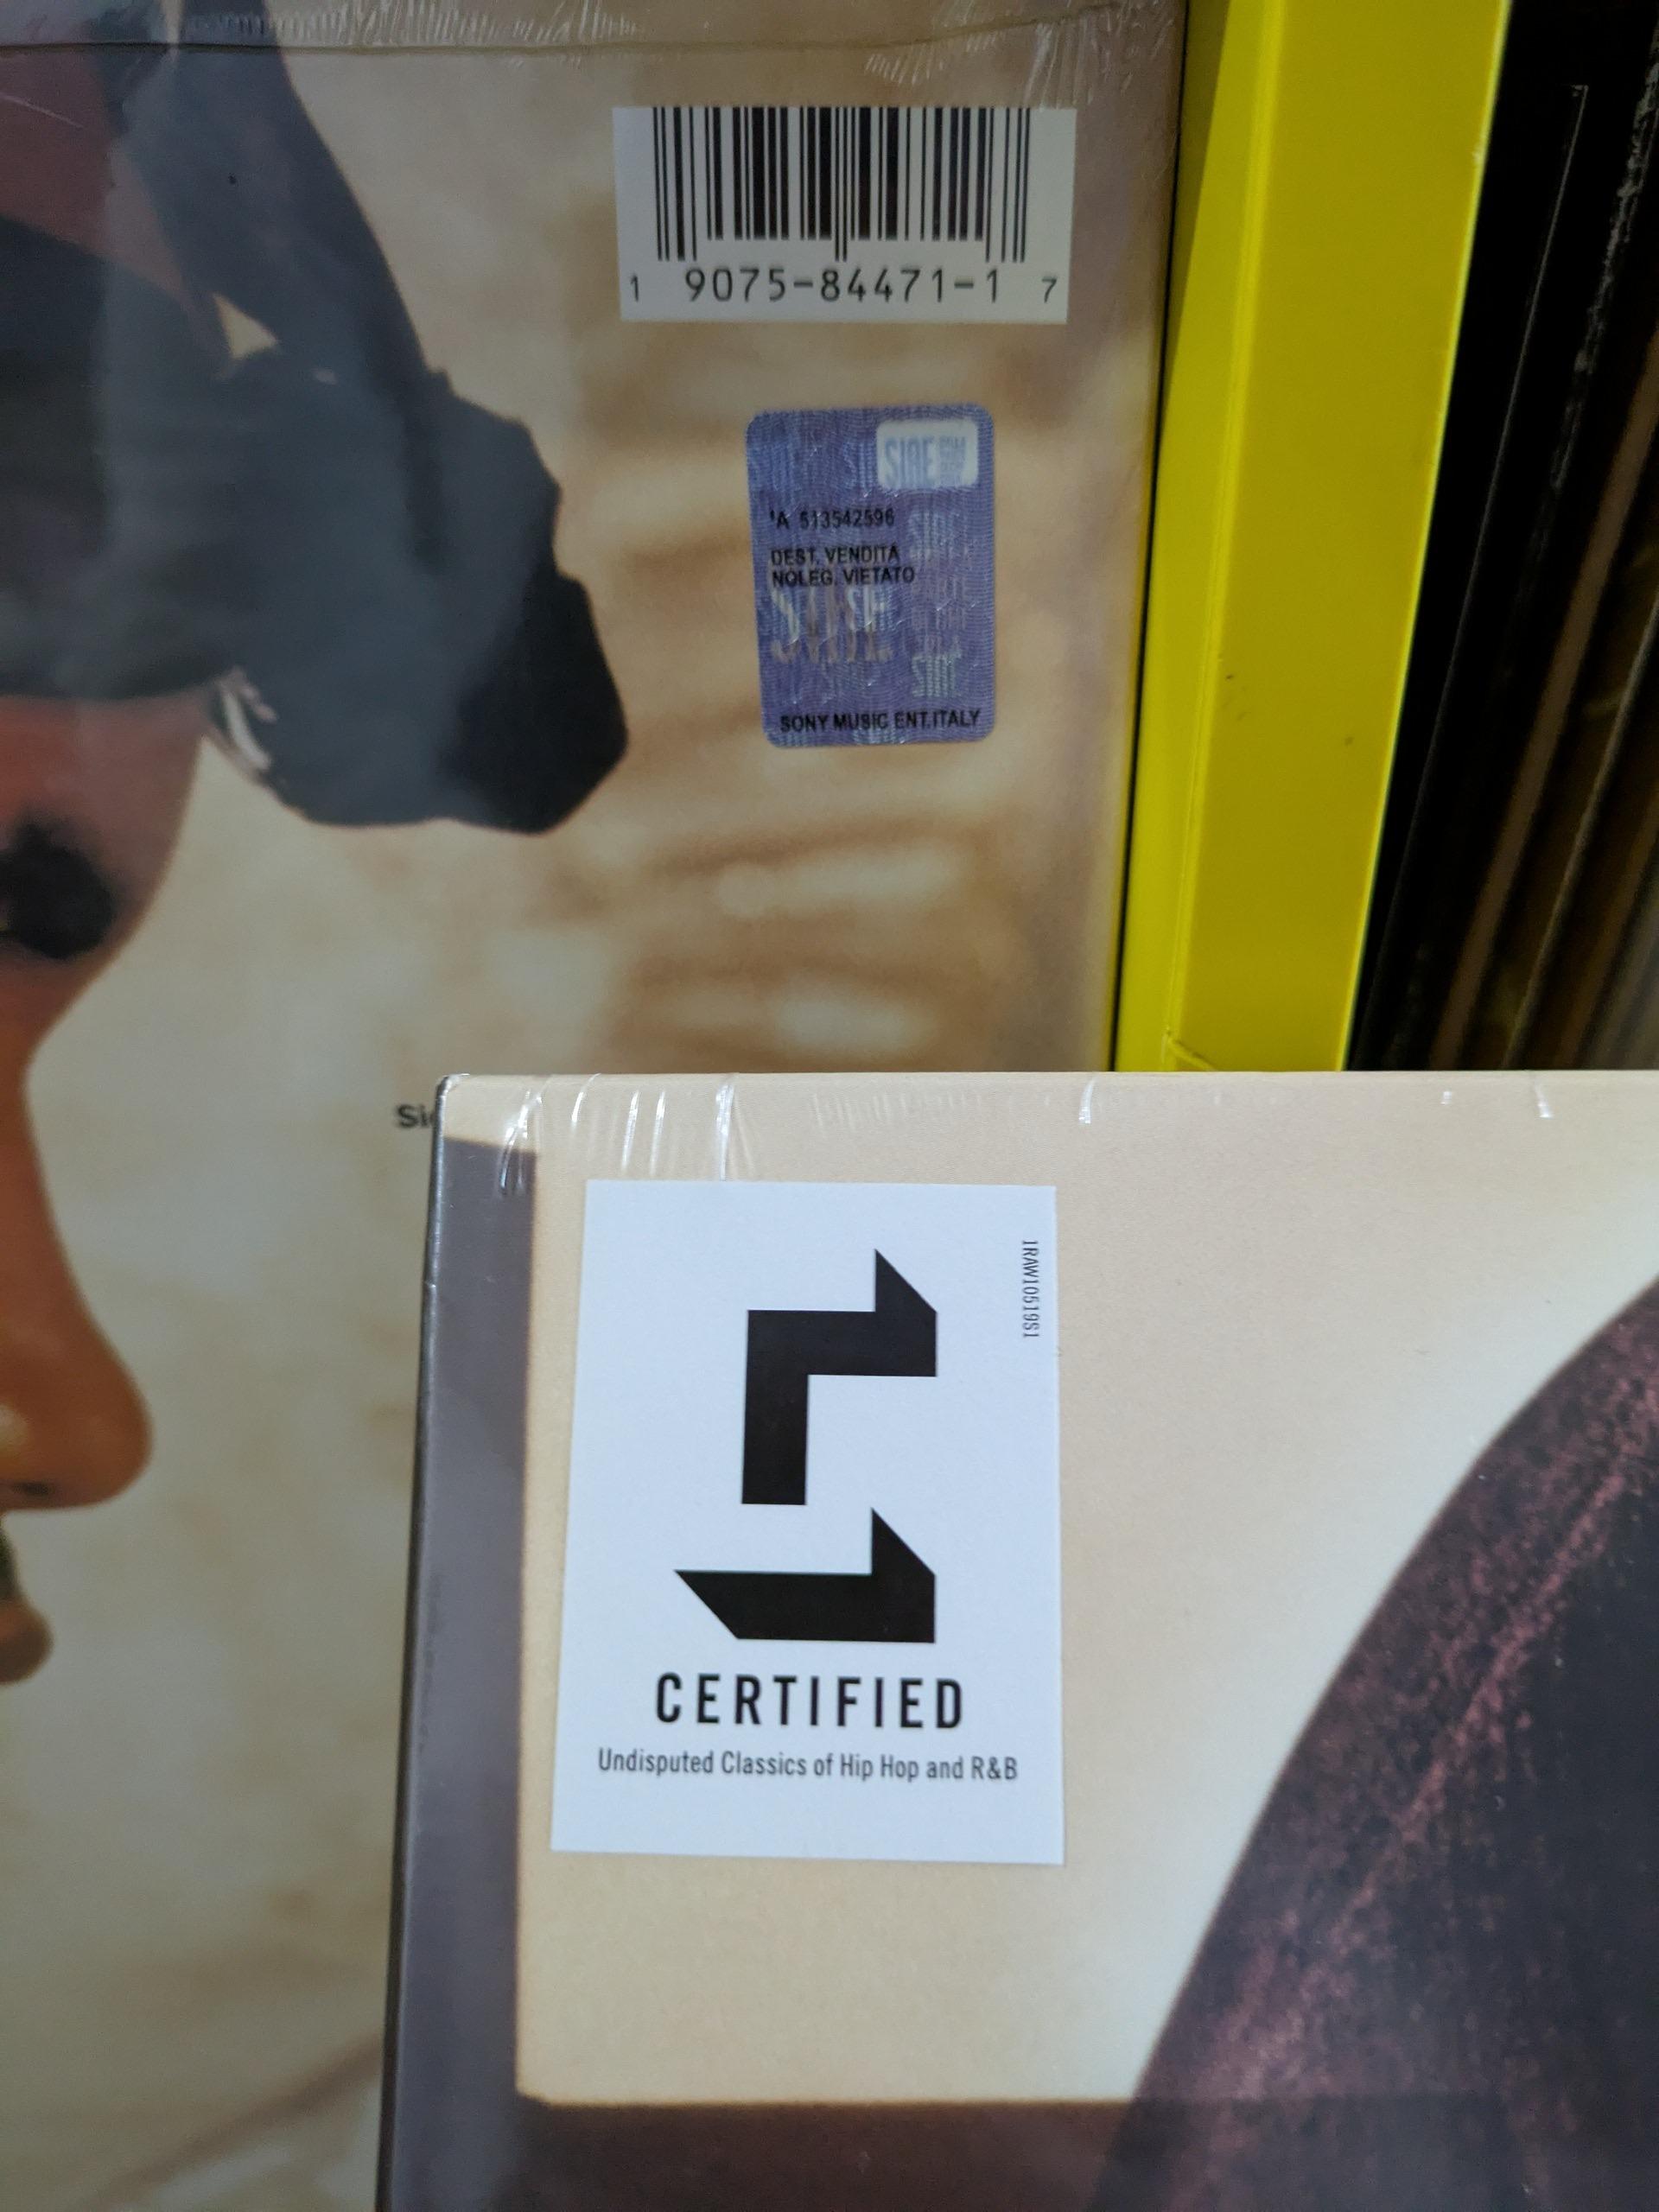 1 9075-84471-1 7
SIAE
'A 513542596
DEST. VENDITA
NOLEG. VIETATO
SONY MUSIC ENT.ITALY
1RAW10519S1
CERTIFIED
Undisputed Classics of Hip Hop and R&B